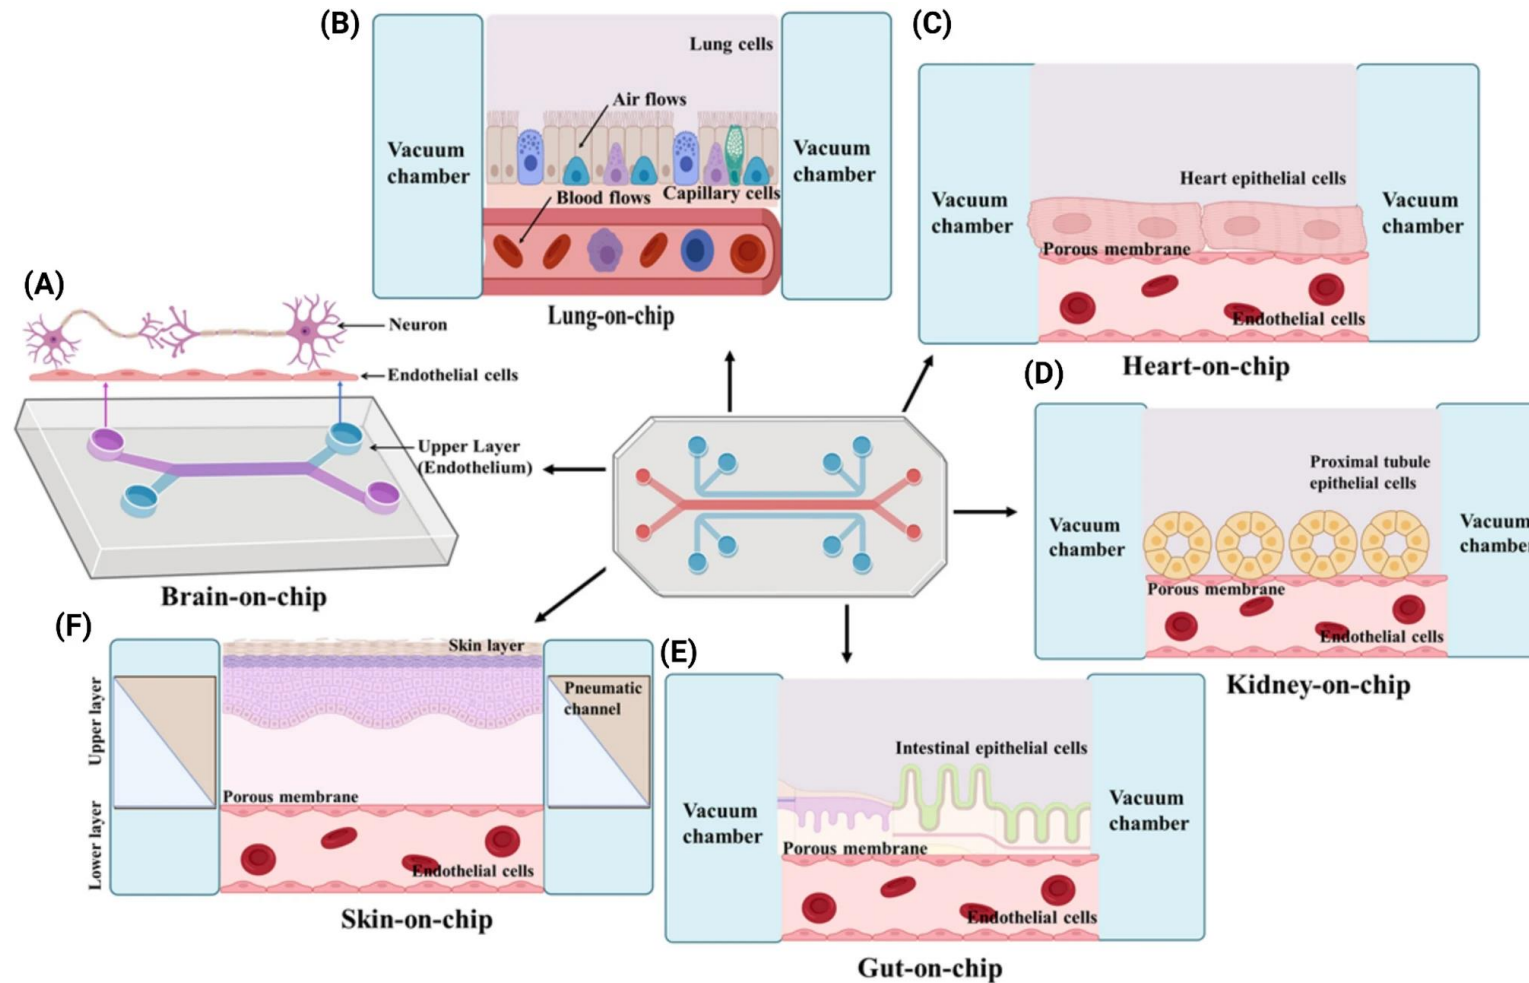 (A)
Neuron
Endothelial cells
Upper Layer
(Endothelium)
Brain-on-chip
(B)
Vacuum
chamber
Lung cells
Air flows
Blood flows
Capillary cells
Vacuum
chamber
Lung-on-chip
(C)
Vacuum
chamber
Heart epithelial cells
Porous membrane
Endothelial cells
Vacuum
chamber
Heart-on-chip
(D)
Vacuum
chamber
Proximal tubule
epithelial cells
Porous membrane
Endothelial cells
Vacuum
chamber
Kidney-on-chip
(E)
Vacuum
chamber
Intestinal epithelial cells
Porous membrane
Endothelial cells
Vacuum
chamber
Gut-on-chip
(F)
Upper layer
Lower layer
Skin layer
Pneumatic
channel
Porous membrane
Endothelial cells
Skin-on-chip